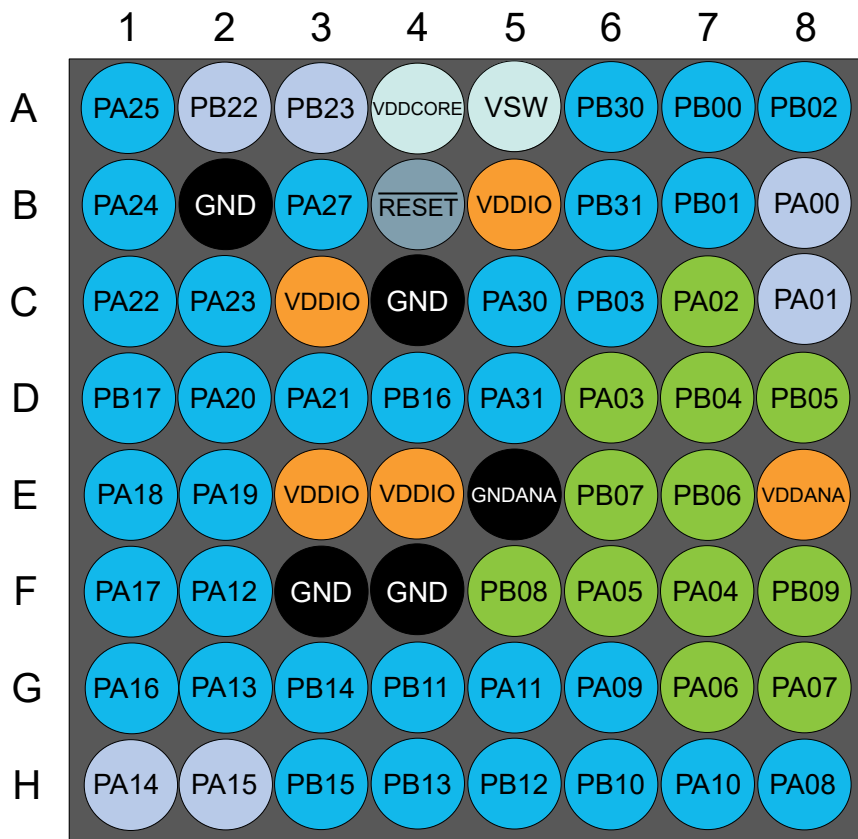 1 2 3 4 5 6 7 8
A PA25 PB22 PB23 VDDCORE VSW PB30 PB00 PB02
B PA24 GND PA27 RESET VDDIO PB31 PB01 PA00
C PA22 PA23 VDDIO GND PA30 PB03 PA02 PA01
D PB17 PA20 PA21 PB16 PA31 PA03 PB04 PB05
E PA18 PA19 VDDIO VDDIO GNDANA PB07 PB06 VDDANA
F PA17 PA12 GND GND PB08 PA05 PA04 PB09
G PA16 PA13 PB14 PB11 PA11 PA09 PA06 PA07
H PA14 PA15 PB15 PB13 PB12 PB10 PA10 PA08